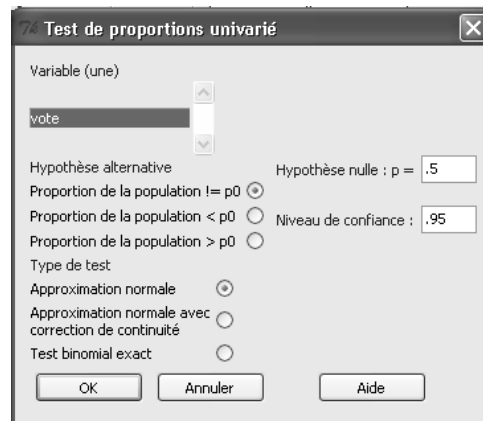 Test de proportions univarié
Variable (une)
vote
Hypothèse alternative
Proportion de la population != p0
Proportion de la population < p0
Proportion de la population > p0
Hypothèse nulle : p = .5
Niveau de confiance : .95
Type de test
Approximation normale
Approximation normale avec
correction de continuité
Test binomial exact
OK Annuler Aide